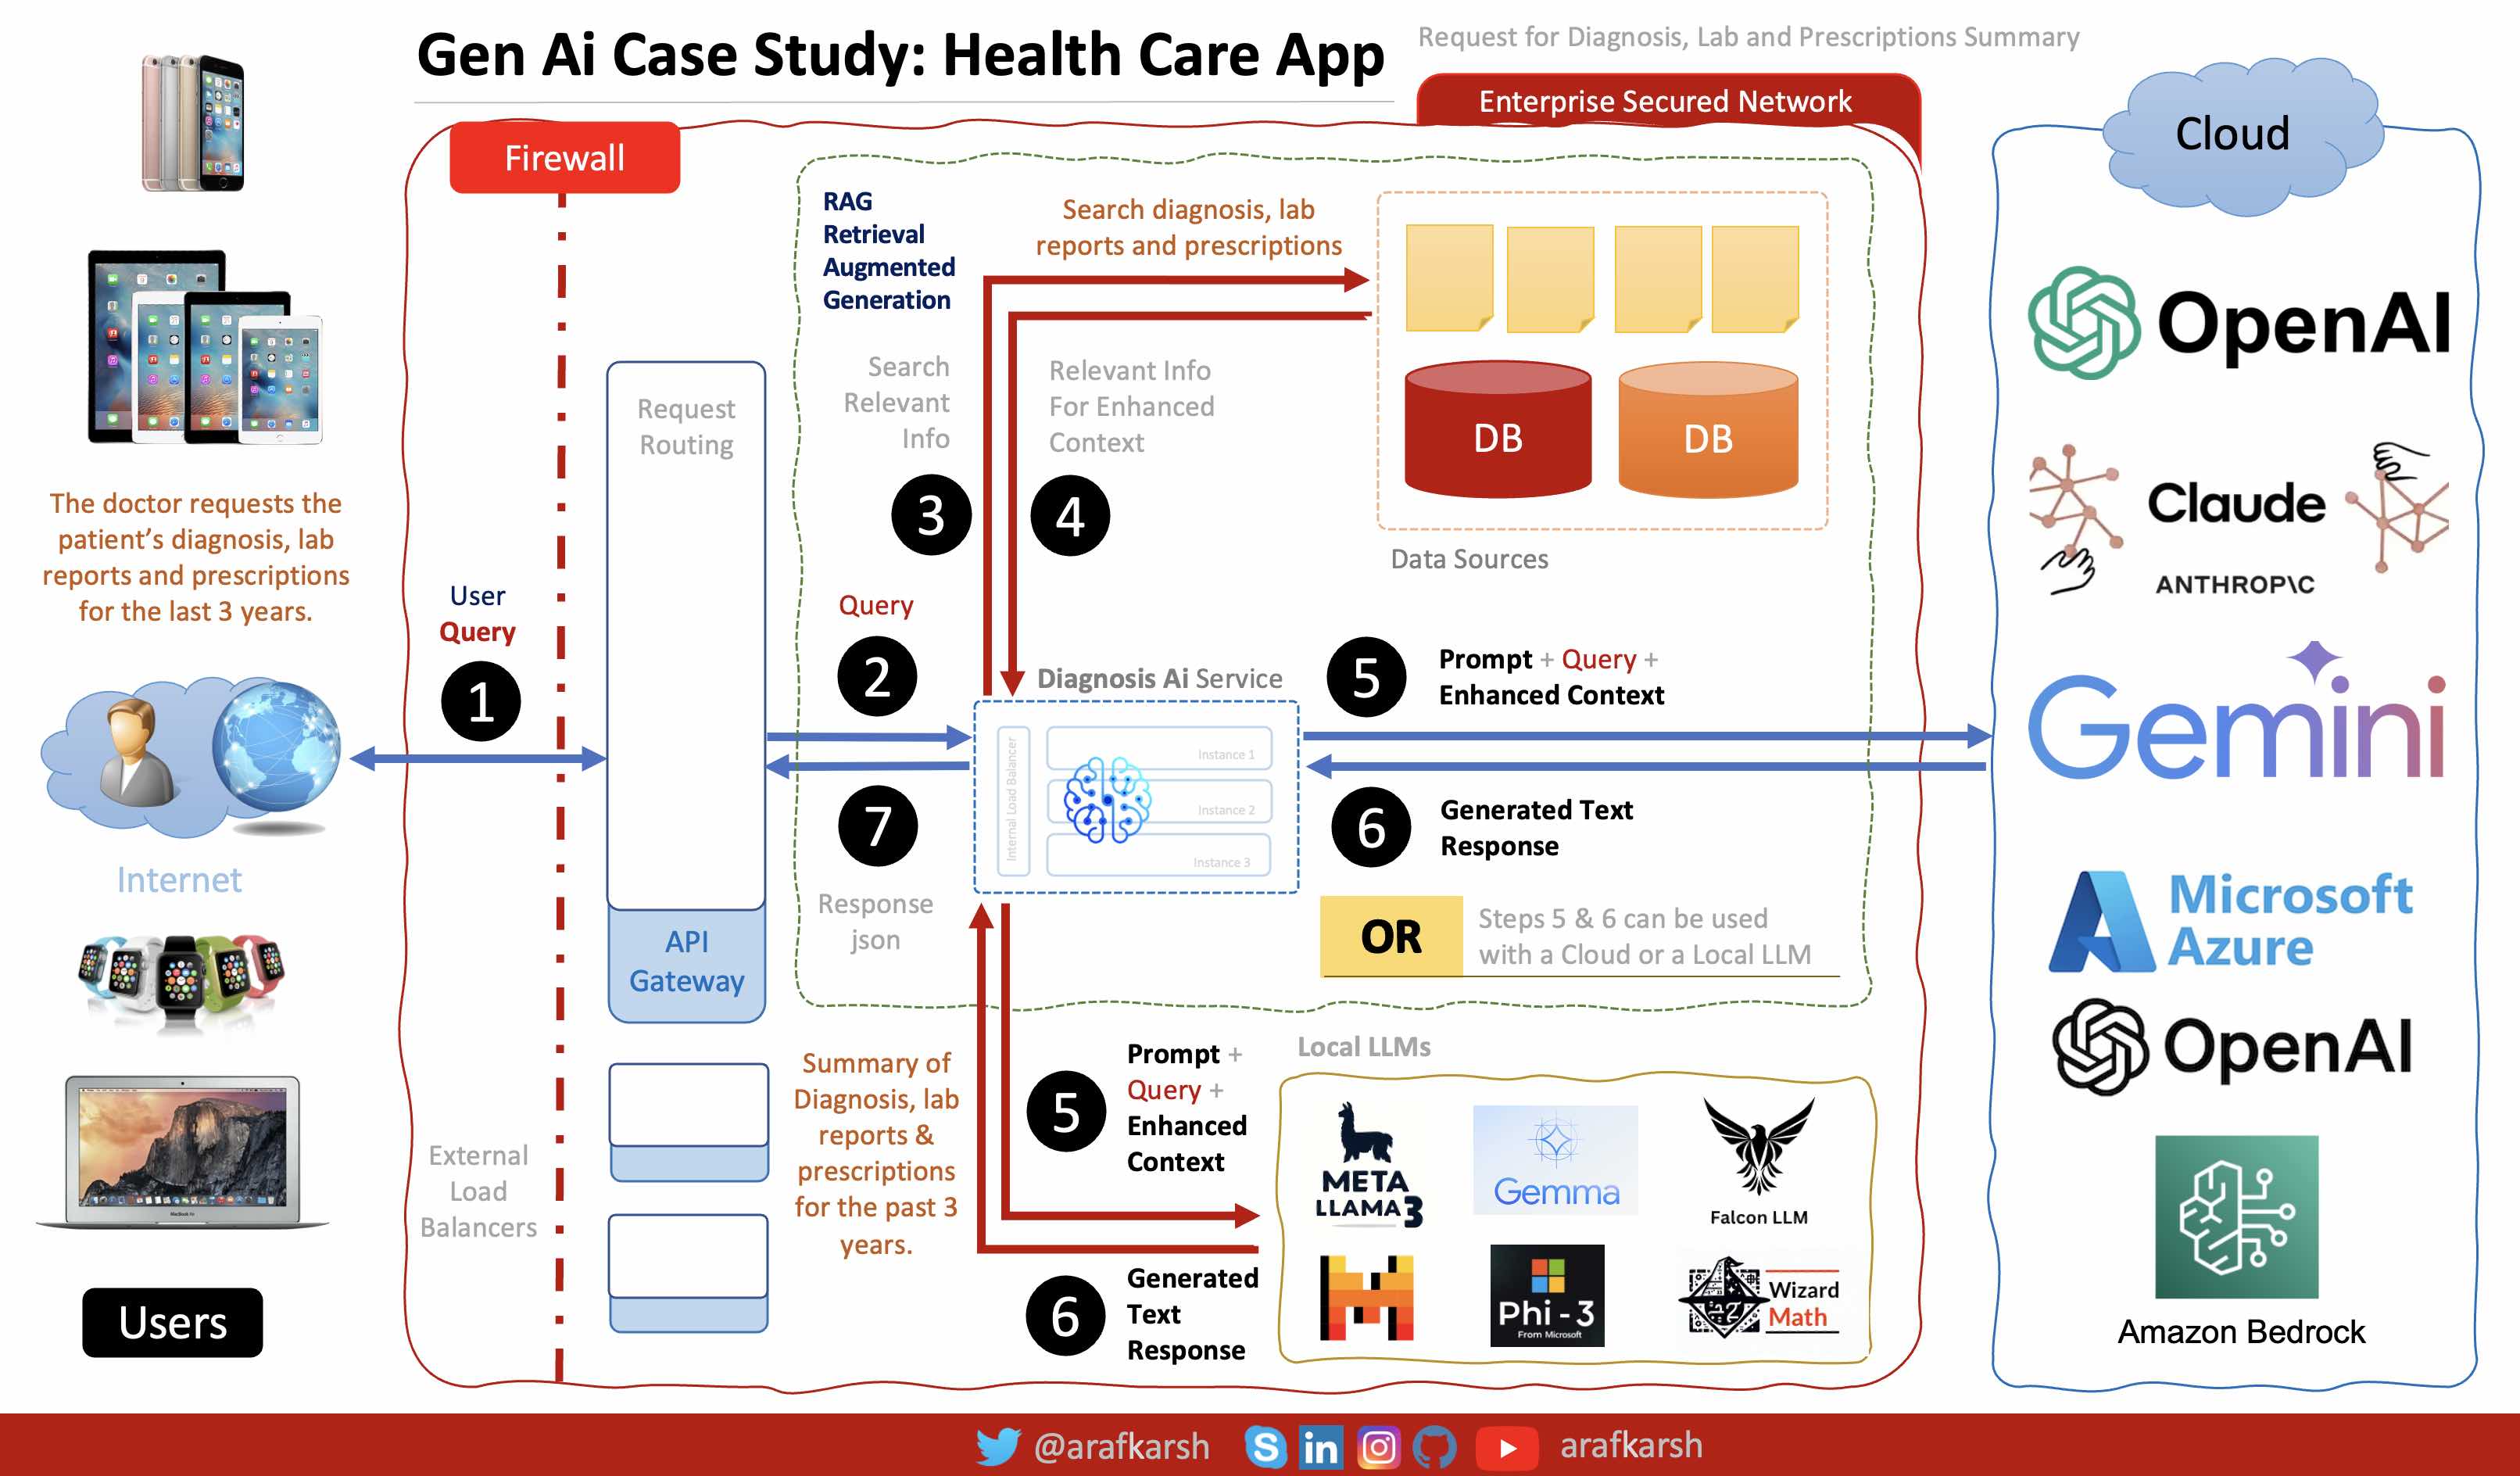 Gen Ai Case Study: Health Care App
Request for Diagnosis, Lab and Prescriptions Summary
Enterprise Secured Network
Firewall
Cloud
RAG
Retrieval
Augmented
Generation
Search diagnosis, lab
reports and prescriptions
Search
Relevant
Info
Relevant Info
For Enhanced
Context
3
4
DB
DB
Data Sources
Request
Routing
API
Gateway
The doctor requests the
patient's diagnosis, lab
reports and prescriptions
for the last 3 years.
User
Query
1
Internet
Users
External
Load
Balancers
Query
2
7
Response
json
Diagnosis Ai Service
Internal Load Balancer
Instance 1
Instance 2
Instance 3
5
Prompt + Query +
Enhanced Context
6
Generated Text
Response
OR
Steps 5 & 6 can be used
with a Cloud or a Local LLM
Summary of
Diagnosis, lab
reports &
prescriptions
for the past 3
years.
5
Prompt +
Query +
Enhanced
Context
6
Generated
Text
Response
Local LLMs
META
LLAMA 3
Gemma
Falcon LLM
Phi - 3
From Microsoft
Wizard
Math
OpenAI
Claude
ANTHROP\C
Gemini
Microsoft
Azure
OpenAI
Amazon Bedrock
@arafkarsh
arafkarsh